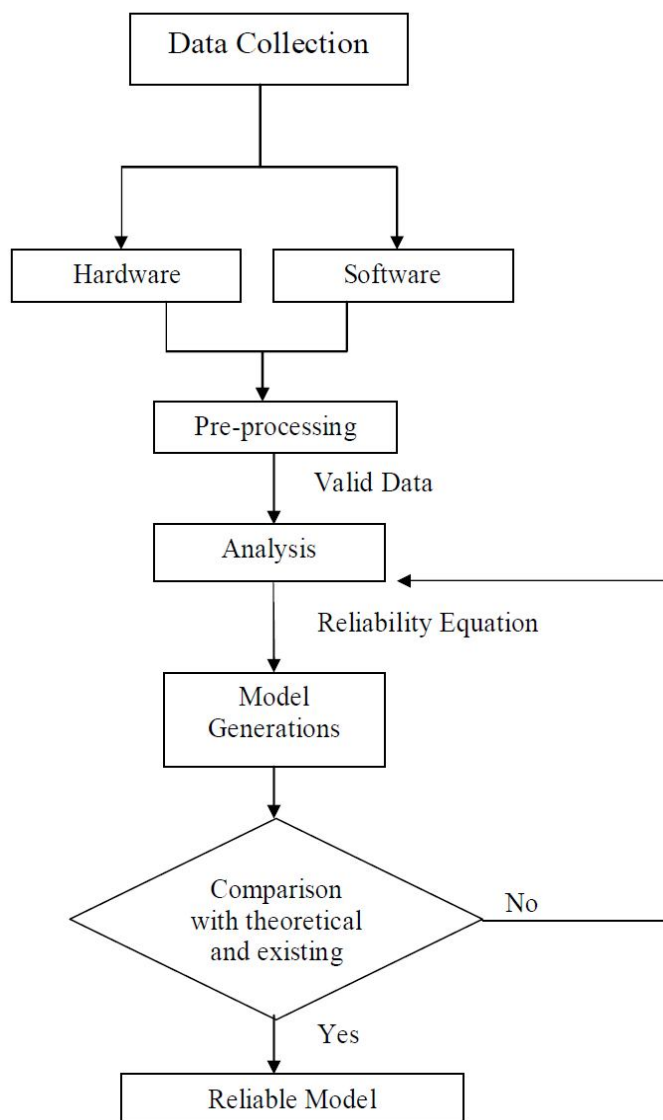 Data Collection
Hardware
Software
Pre-processing
Valid Data
Analysis
Reliability Equation
Model
Generations
Comparison
with theoretical
and existing
No
Yes
Reliable Model